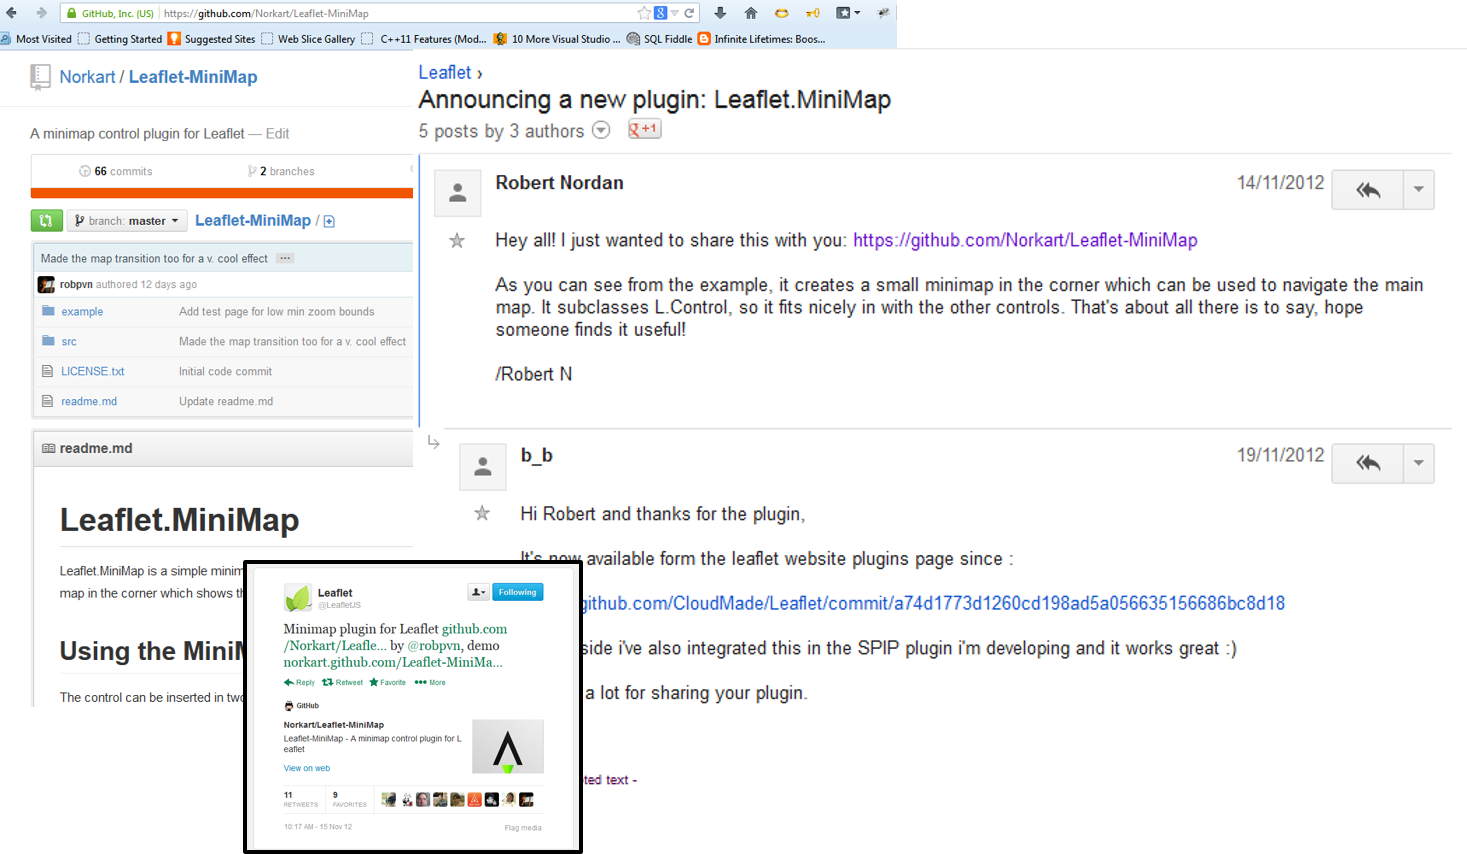 GitHub, Inc. (US)
https://github.com/Norkart/Leaflet-MiniMap
8
Most Visited
Getting Started
Suggested Sites
Web Slice Gallery
C++11 Features (Mod...
10 More Visual Studio ...
SQL Fiddle
Infinite Lifetimes: Boos...
Norkart / Leaflet-MiniMap
A minimap control plugin for Leaflet — Edit
66 commits
2 branches
branch: master
Leaflet-MiniMap /
Made the map transition too for a v. cool effect ...
robpvn authored 12 days ago
example
Add test page for low min zoom bounds
src
Made the map transition too for a v. cool effect
LICENSE.txt
Initial code commit
readme.md
Update readme.md
readme.md
Leaflet.MiniMap
Leaflet.MiniMap is a simple minim
map in the corner which shows th
Using the MiniM
The control can be inserted in two
Leaflet ›
Announcing a new plugin: Leaflet.MiniMap
5 posts by 3 authors
g +1
Robert Nordan
14/11/2012
Hey all! I just wanted to share this with you: https://github.com/Norkart/Leaflet-MiniMap
As you can see from the example, it creates a small minimap in the corner which can be used to navigate the main
map. It subclasses L.Control, so it fits nicely in with the other controls. That's about all there is to say, hope
someone finds it useful!
/Robert N
b_b
19/11/2012
Hi Robert and thanks for the plugin,
It's now available form the leaflet website plugins page since :
github.com/CloudMade/Leaflet/commit/a74d1773d1260cd198ad5a056635156686bc8d18
side i've also integrated this in the SPIP plugin i'm developing and it works great :)
a lot for sharing your plugin.
ted text -
Leaflet
@LeafletJS
Following
Minimap plugin for Leaflet github.com
/Norkart/Leafle... by @robpvn, demo
norkart.github.com/Leaflet-MiniMa...
Reply
Retweet
Favorite
More
GitHub
Norkart/Leaflet-MiniMap
Leaflet-MiniMap - A minimap control plugin for L
eaflet
View on web
11
RETWEETS
9
FAVORITES
10:17 AM - 15 Nov 12
Flag media